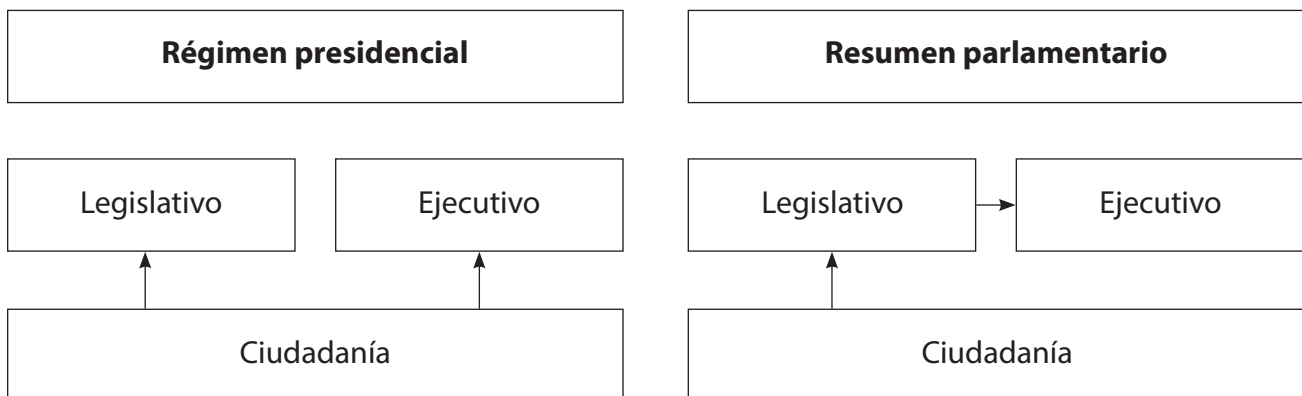 Régimen presidencial
Resumen parlamentario
Legislativo
Ejecutivo
Legislativo
Ejecutivo
Ciudadanía
Ciudadanía